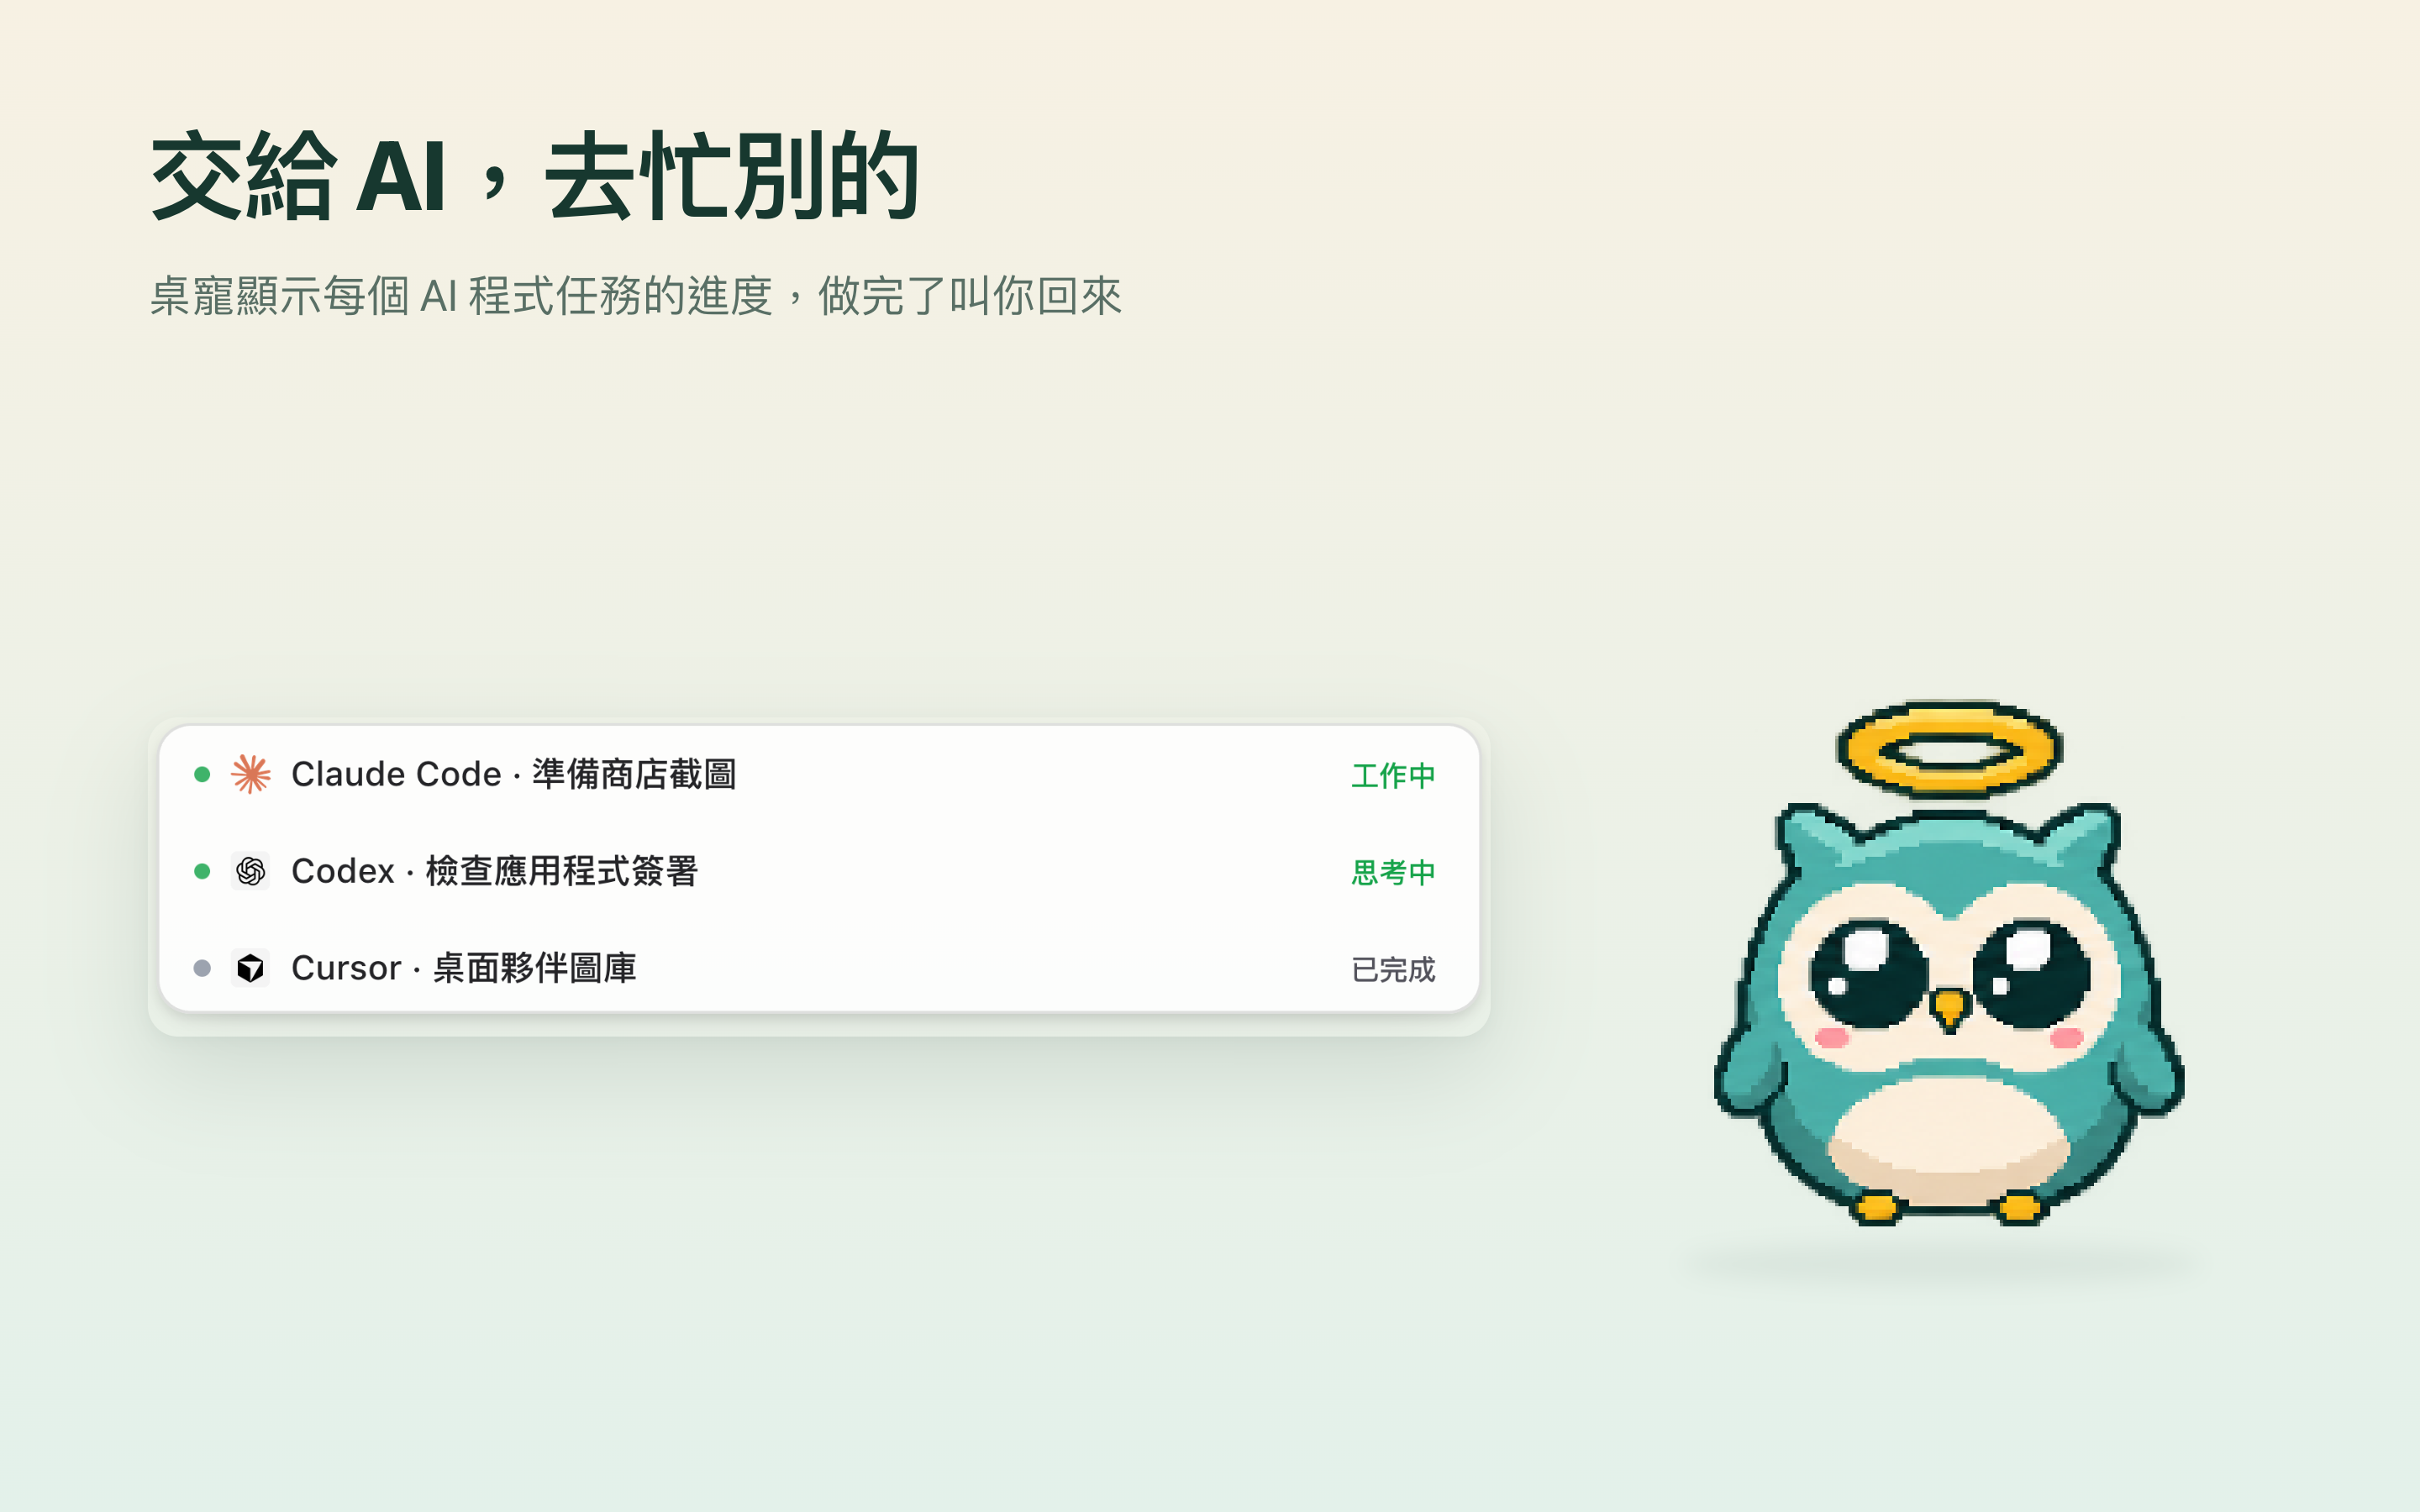 交給 AI，去忙別的
桌寵顯示每個 AI 程式任務的進度，做完了叫你回來
Claude Code · 準備商店截圖 工作中
Codex · 檢查應用程式簽署 思考中
Cursor · 桌面夥伴圖庫 已完成